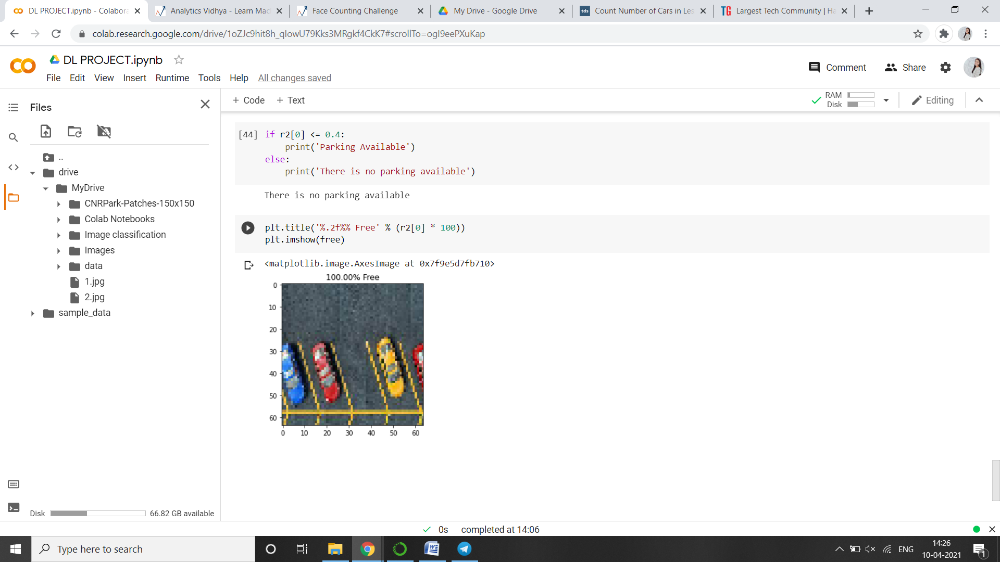 DL PROJECT.ipynb - Colabora
Analytics Vidhya - Learn Mac
Face Counting Challenge
My Drive - Google Drive
tds
Count Number of Cars in Les
TG
Largest Tech Community | Ha
colab.research.google.com/drive/1oZJc9hit8h_qIowU79Kks3MRgkf4CkK7#scrollTo=ogI9eePXuKap
DL PROJECT.ipynb
Comment
Share
File Edit View Insert Runtime Tools Help All changes saved
Files
+ Code + Text
RAM
Disk
Editing
..
drive
MyDrive
CNRPark-Patches-150x150
Colab Notebooks
Image classification
Images
data
1.jpg
2.jpg
sample_data
Disk 66.82 GB available
[44] if r2[0] <= 0.4:
print('Parking Available')
else:
print('There is no parking available')
There is no parking available
plt.title('%.2f%% Free' % (r2[0] * 100))
plt.imshow(free)
<matplotlib.image.AxesImage at 0x7f9e5d7fb710>
100.00% Free
0
10
20
30
40
50
60
0 10 20 30 40 50 60
0s completed at 14:06
Type here to search
ENG
14:26
10-04-2021
1